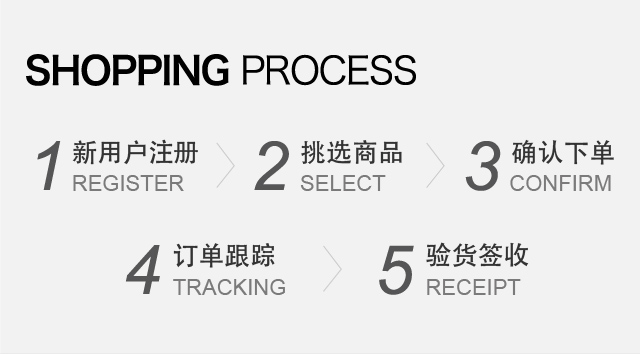 SHOPPING PROCESS
1 新用户注册
REGISTER
2 挑选商品
SELECT
3 确认下单
CONFIRM
4 订单跟踪
TRACKING
5 验货签收
RECEIPT